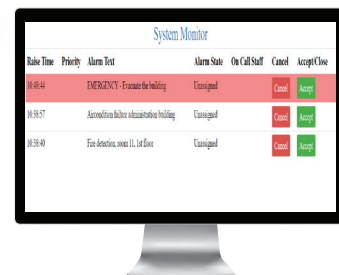 System Monitor
Raise Time Priority Alarm Text Alarm State On Call Staff Cancel Accept/Close
10:48:44 EMERGENCY - Evacuate the building Unassigned Cancel Accept
10:50:57 Aircondition failure administration building Unassigned Cancel Accept
10:38:40 Fire detection, room 11, 1st floor Unassigned Cancel Accept